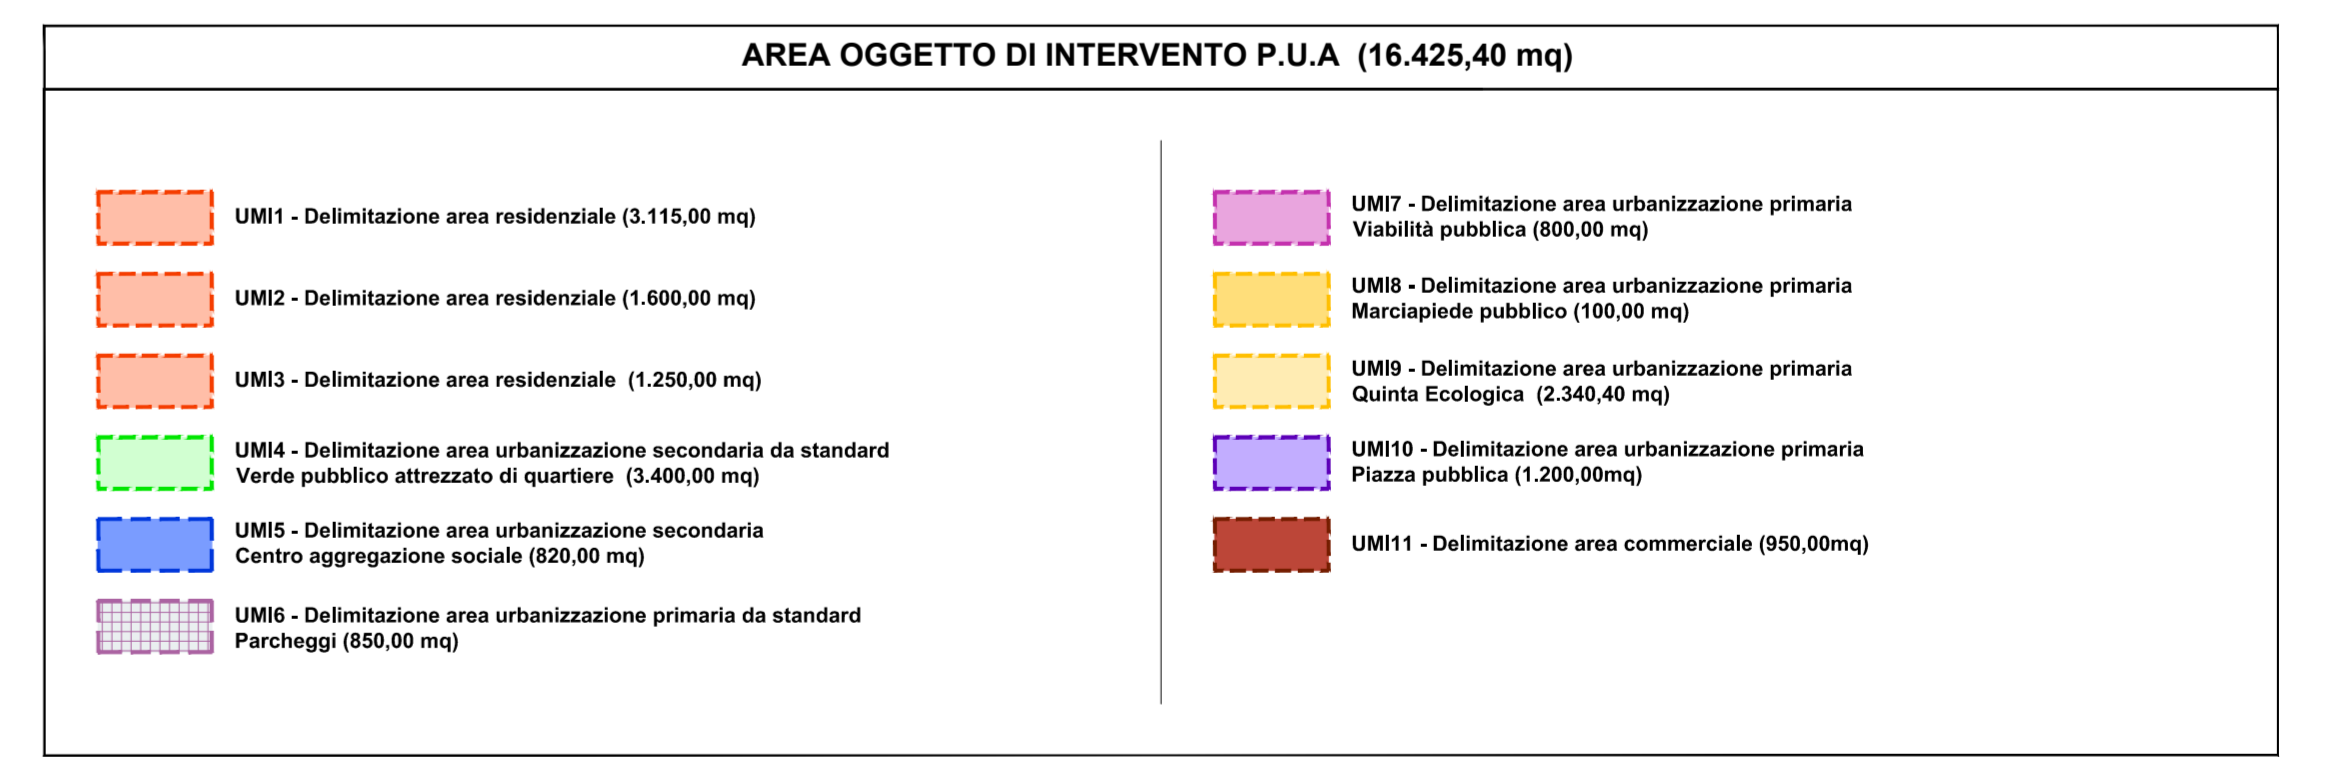 AREA OGGETTO DI INTERVENTO P.U.A (16.425,40 mq)
UMI1 - Delimitazione area residenziale (3.115,00 mq)
UMI2 - Delimitazione area residenziale (1.600,00 mq)
UMI3 - Delimitazione area residenziale (1.250,00 mq)
UMI4 - Delimitazione area urbanizzazione secondaria da standard
Verde pubblico attrezzato di quartiere (3.400,00 mq)
UMI5 - Delimitazione area urbanizzazione secondaria
Centro aggregazione sociale (820,00 mq)
UMI6 - Delimitazione area urbanizzazione primaria da standard
Parcheggi (850,00 mq)
UMI7 - Delimitazione area urbanizzazione primaria
Viabilità pubblica (800,00 mq)
UMI8 - Delimitazione area urbanizzazione primaria
Marciapiede pubblico (100,00 mq)
UMI9 - Delimitazione area urbanizzazione primaria
Quinta Ecologica (2.340,40 mq)
UMI10 - Delimitazione area urbanizzazione primaria
Piazza pubblica (1.200,00mq)
UMI11 - Delimitazione area commerciale (950,00mq)